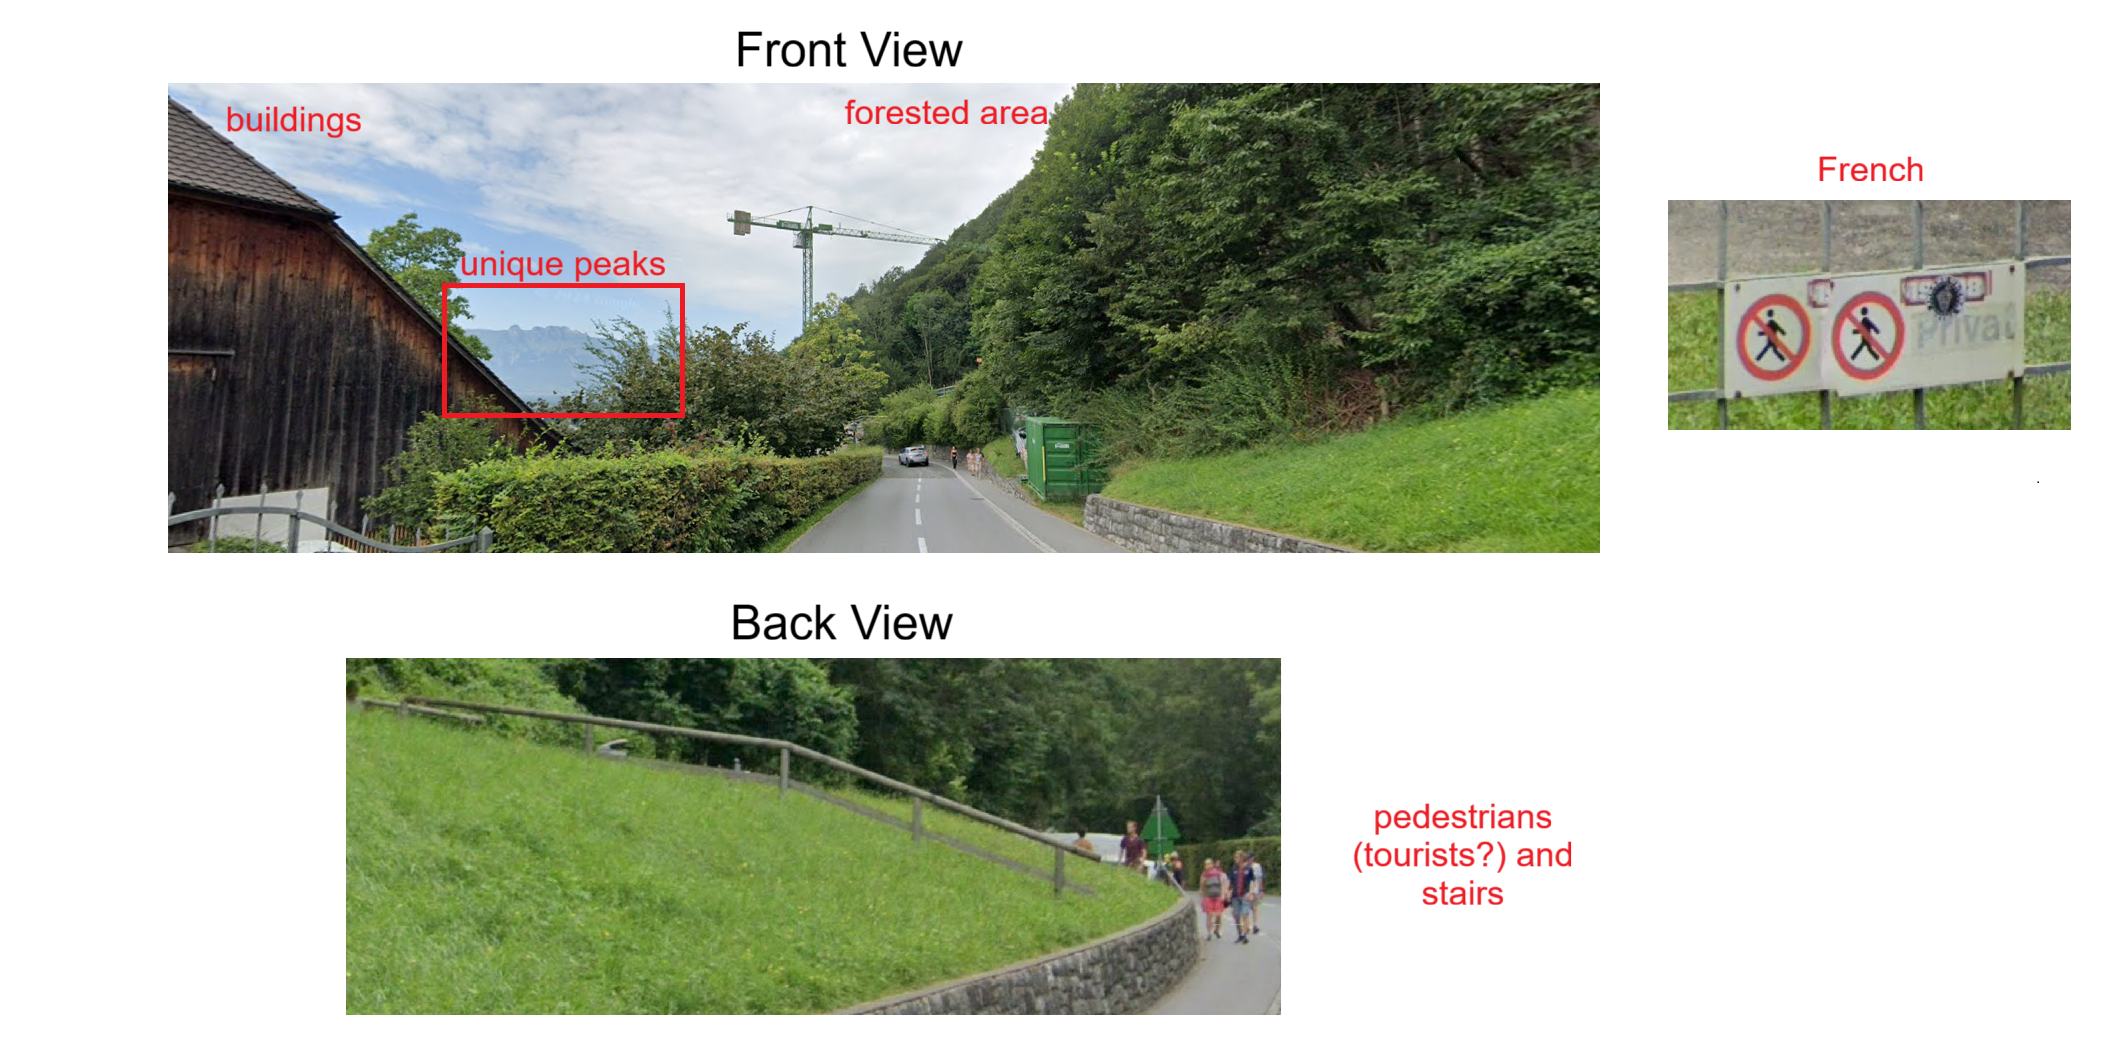 Front View
buildings
forested area
French
unique peaks
Privat
Back View
pedestrians
(tourists?) and
stairs